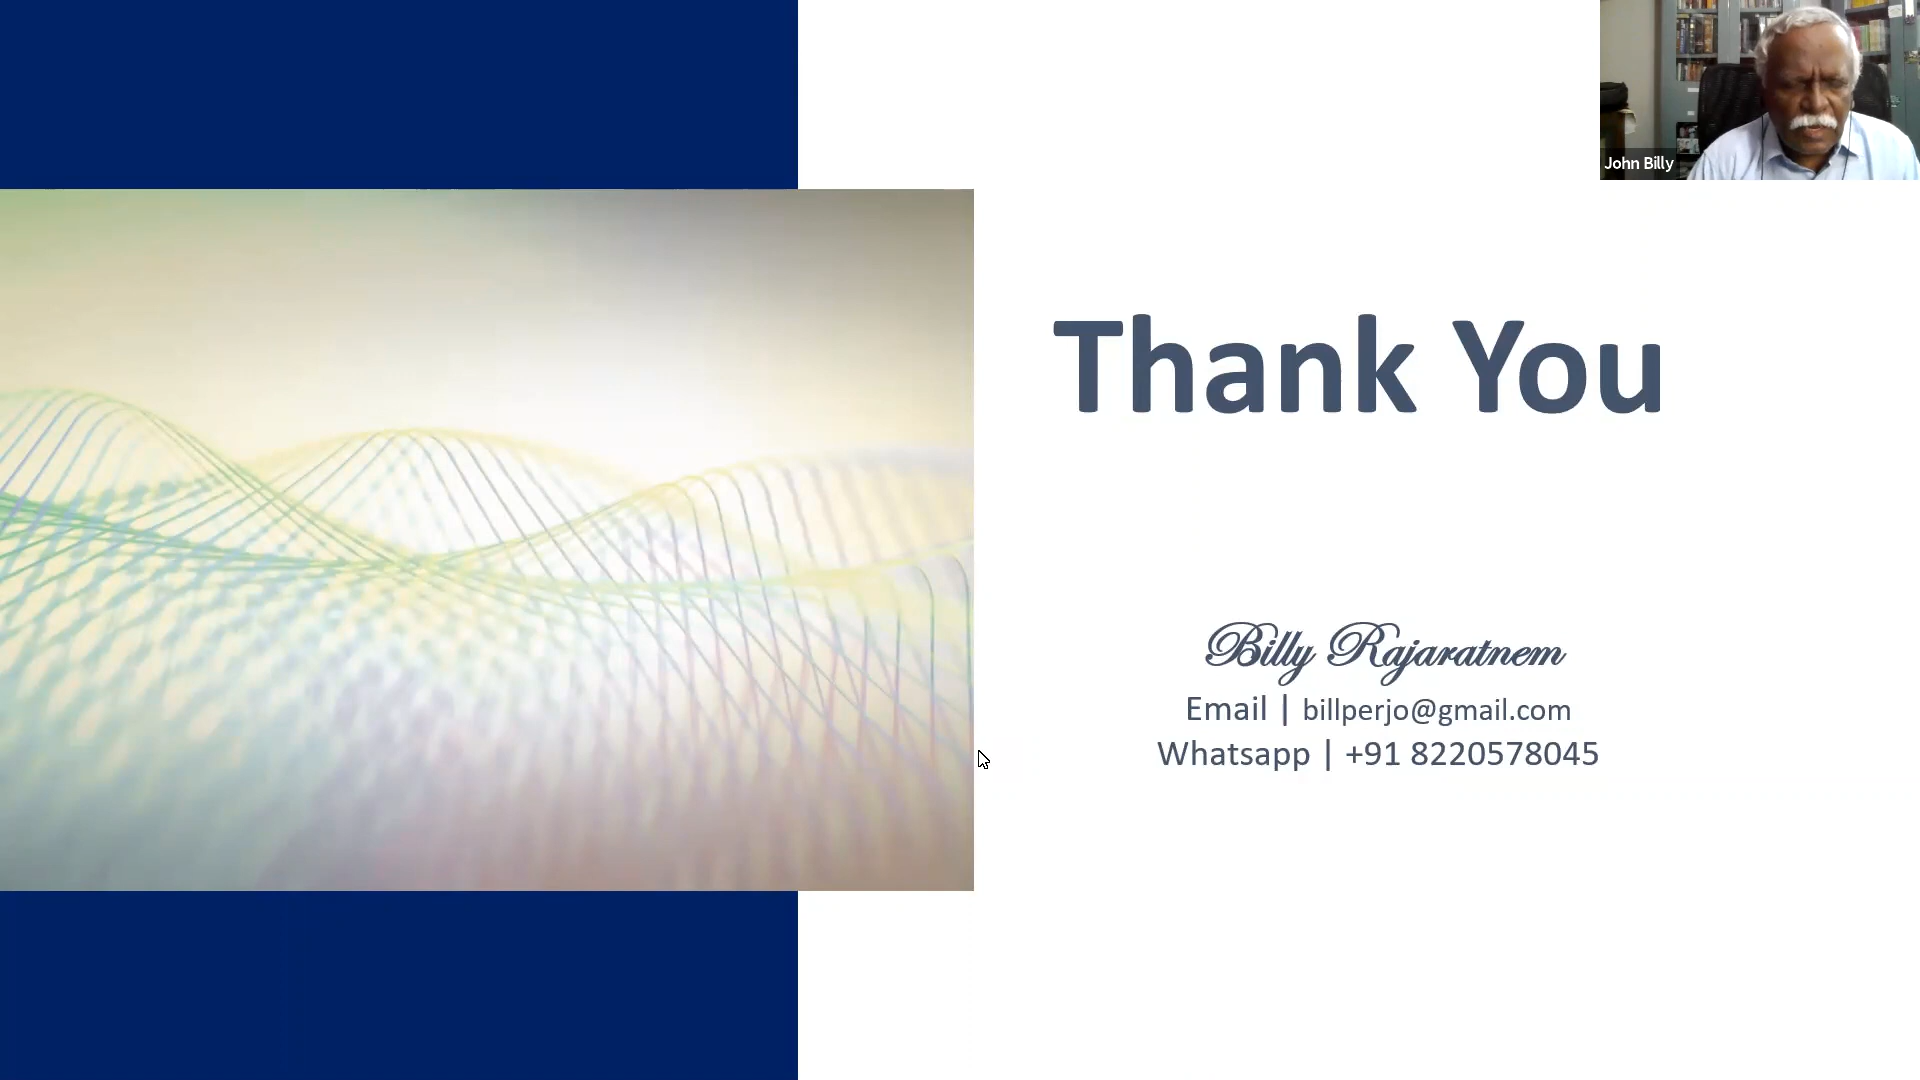 John Billy
Thank You
Billy Rajaratnem
Email | billperjo@gmail.com
Whatsapp | +91 8220578045